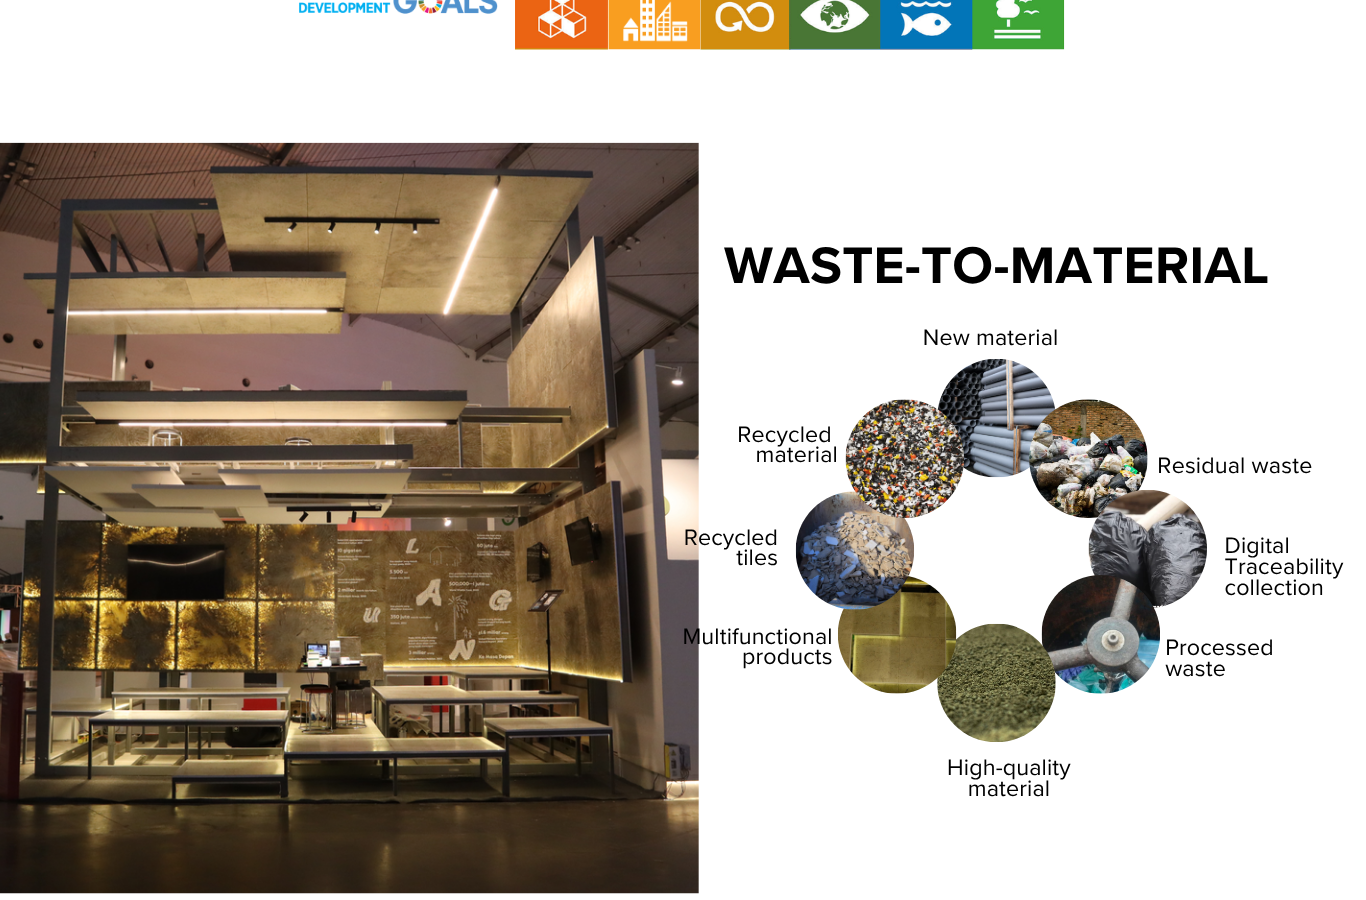 DEVELOPMENT GOALS
WASTE-TO-MATERIAL
New material
Recycled
material
Residual waste
Recycled
tiles
Digital
Traceability
collection
Multifunctional
products
Processed
waste
High-quality
material
L
A
G
U
N